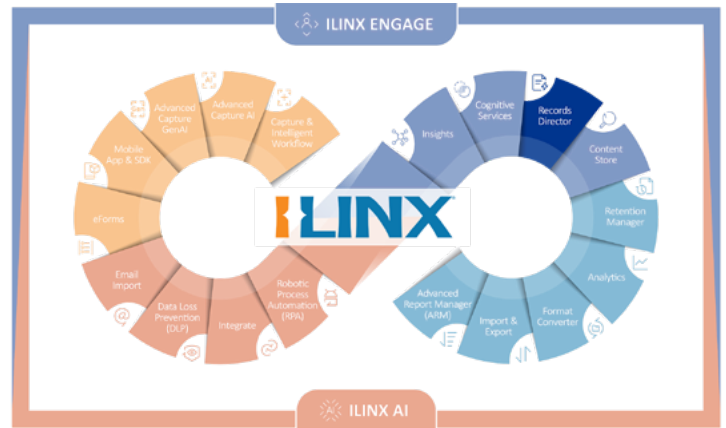 ILINX ENGAGE
Capture &
Intelligent
Workflow
Advanced
Capture AI
Advanced
Capture
GenAI
Mobile
App & SDK
eForms
Email
Import
Data Loss
Prevention
(DLP)
Integrate
Robotic
Process
Automation
(RPA)
ILINX
Insights
Cognitive
Services
Records
Director
Content
Store
Retention
Manager
Analytics
Format
Converter
Import &
Export
Advanced
Report Manager
(ARM)
AI
ILINX AI